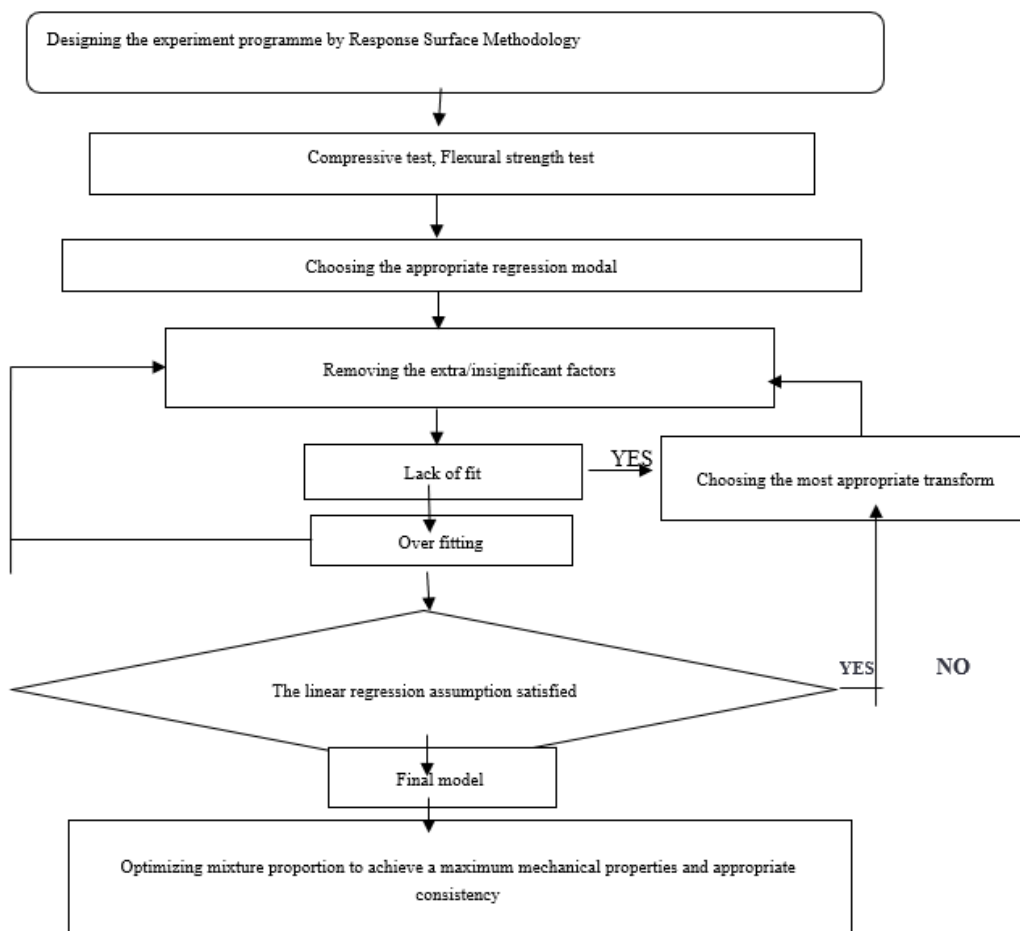 Designing the experiment programme by Response Surface Methodology
Compressive test, Flexural strength test
Choosing the appropriate regression modal
Removing the extra/insignificant factors
Lack of fit
YES
Choosing the most appropriate transform
Over fitting
The linear regression assumption satisfied
YES
NO
Final model
Optimizing mixture proportion to achieve a maximum mechanical properties and appropriate
consistency